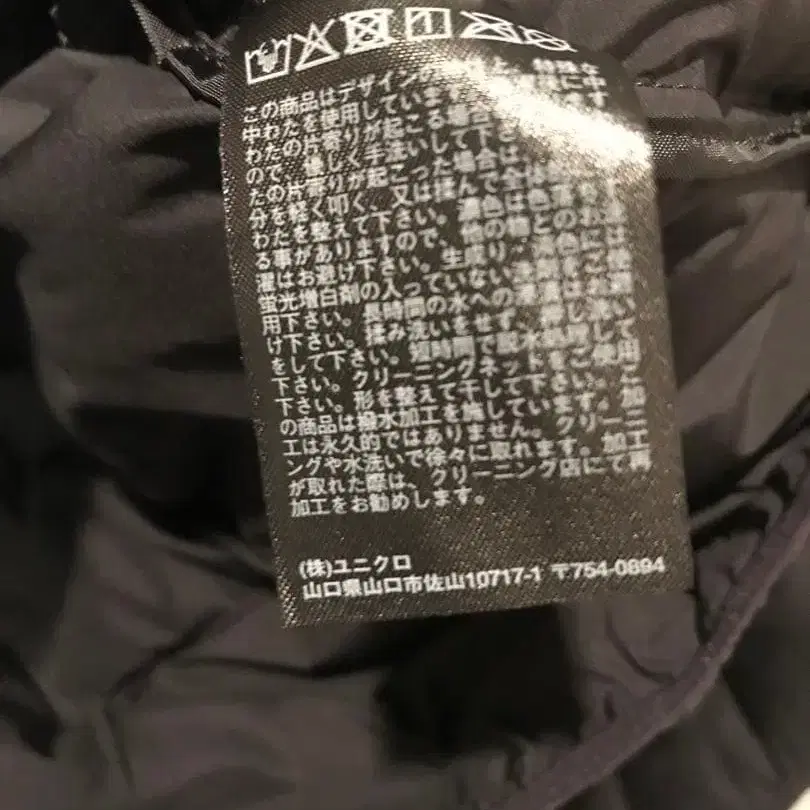 この商品はデザインの 特殊な
中わたを使用しています
わたの片寄りが起こる場合
ので、優しく手洗いして下さ
たの片寄りが起こった場合は、
分を軽く叩く、又は揉んで全体
わたを整えて下さい。濃色は色
る事がありますので、他の物とのお
濯はお避け下さい。生成り、淡色には
蛍光増白剤の入っていない洗剤をご使
用下さい。長時間の水への浸漬はお避
け下さい。揉み洗いをせず、押し洗い
をして下さい。短時間で脱水処理して
下さい。クリーニングネットをご使用
下さい。形を整えて干して下さい。こ
の商品は撥水加工を施しています。加
工は永久的ではありません。クリーニ
ングや水洗いで徐々に取れます。加工
が取れた際は、クリーニング店にて再
加工をお勧めします。
(株)ユニクロ
山口県山口市佐山10717-1 〒754-0894